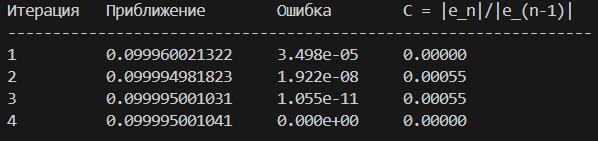 Итерация Приближение Ошибка C = |e_n|/|e_(n-1)|
------------------------------------------------------------
1 0.099960021322 3.498e-05 0.00000
2 0.099994981823 1.922e-08 0.00055
3 0.099995001031 1.055e-11 0.00055
4 0.099995001041 0.000e+00 0.00000